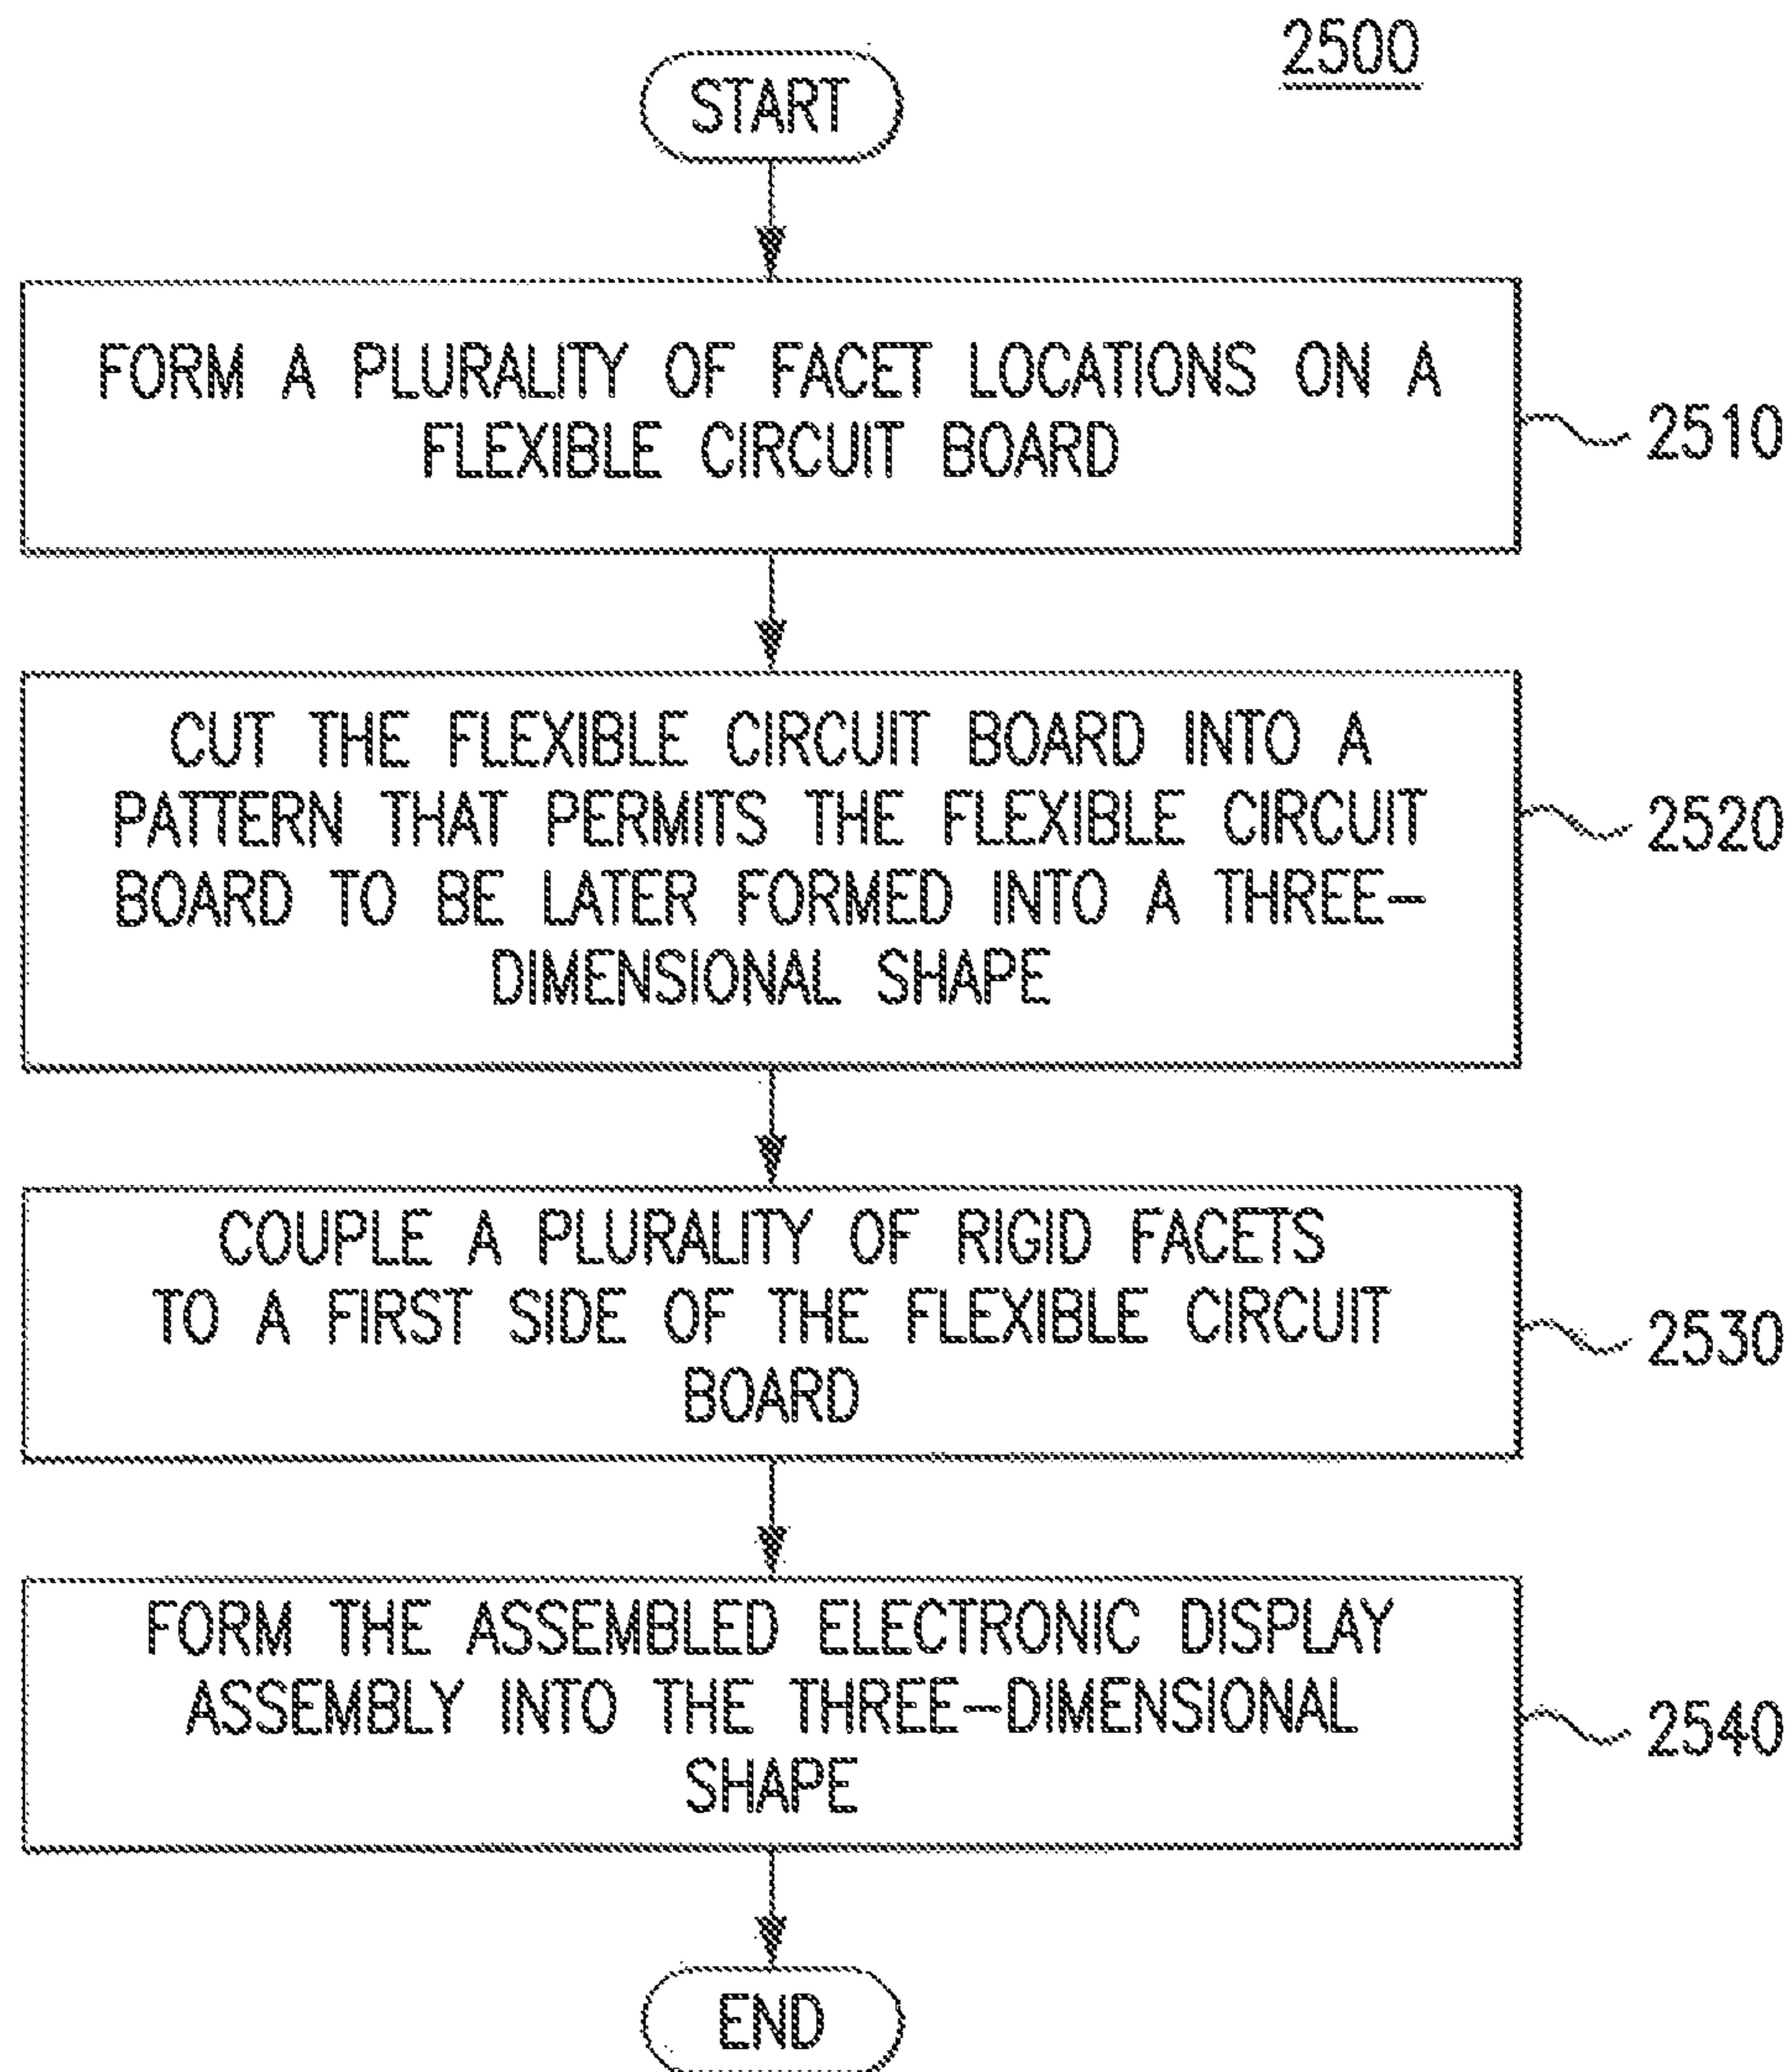 2500
START
FORM A PLURALITY OF FACET LOCATIONS ON A
FLEXIBLE CIRCUIT BOARD
2510
CUT THE FLEXIBLE CIRCUIT BOARD INTO A
PATTERN THAT PERMITS THE FLEXIBLE CIRCUIT
BOARD TO BE LATER FORMED INTO A THREE-
DIMENSIONAL SHAPE
2520
COUPLE A PLURALITY OF RIGID FACETS
TO A FIRST SIDE OF THE FLEXIBLE CIRCUIT
BOARD
2530
FORM THE ASSEMBLED ELECTRONIC DISPLAY
ASSEMBLY INTO THE THREE-DIMENSIONAL
SHAPE
2540
END